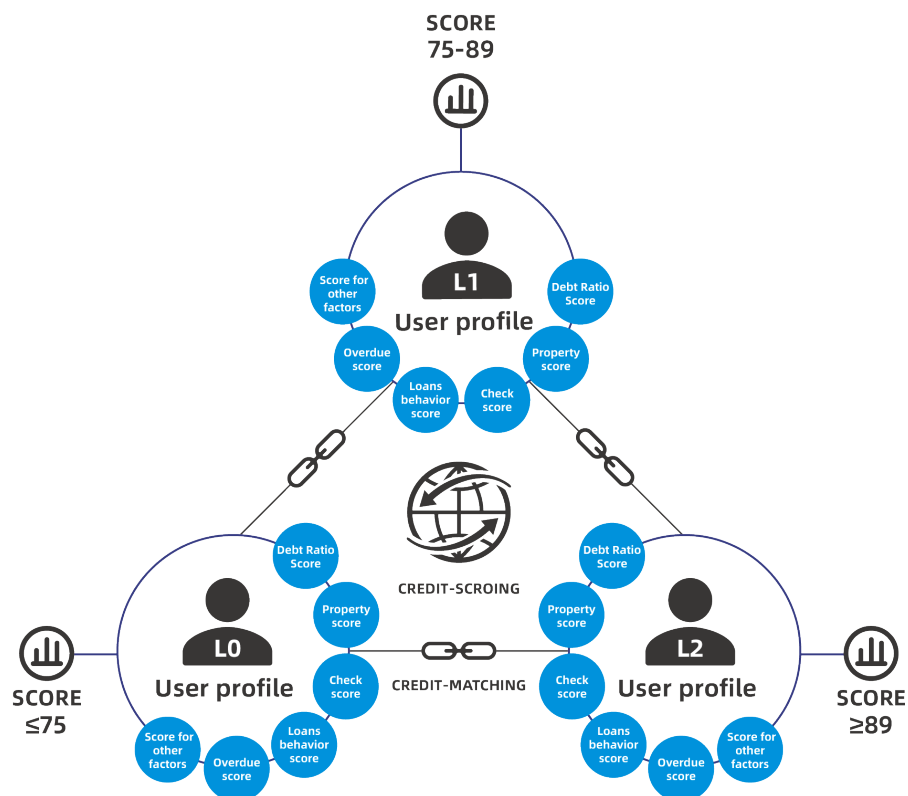 SCORE
75-89
L1
User profile
Score for
other
factors
Overdue
score
Loans
behavior
score
Check
score
Property
score
Debt Ratio
Score
CREDIT-SCROING
CREDIT-MATCHING
SCORE
≤75
L0
User profile
Debt Ratio
Score
Property
score
Check
score
Loans
behavior
score
Overdue
score
Score for
other
factors
L2
User profile
Debt Ratio
Score
Property
score
Check
score
Loans
behavior
score
Overdue
score
Score for
other
factors
SCORE
≥89